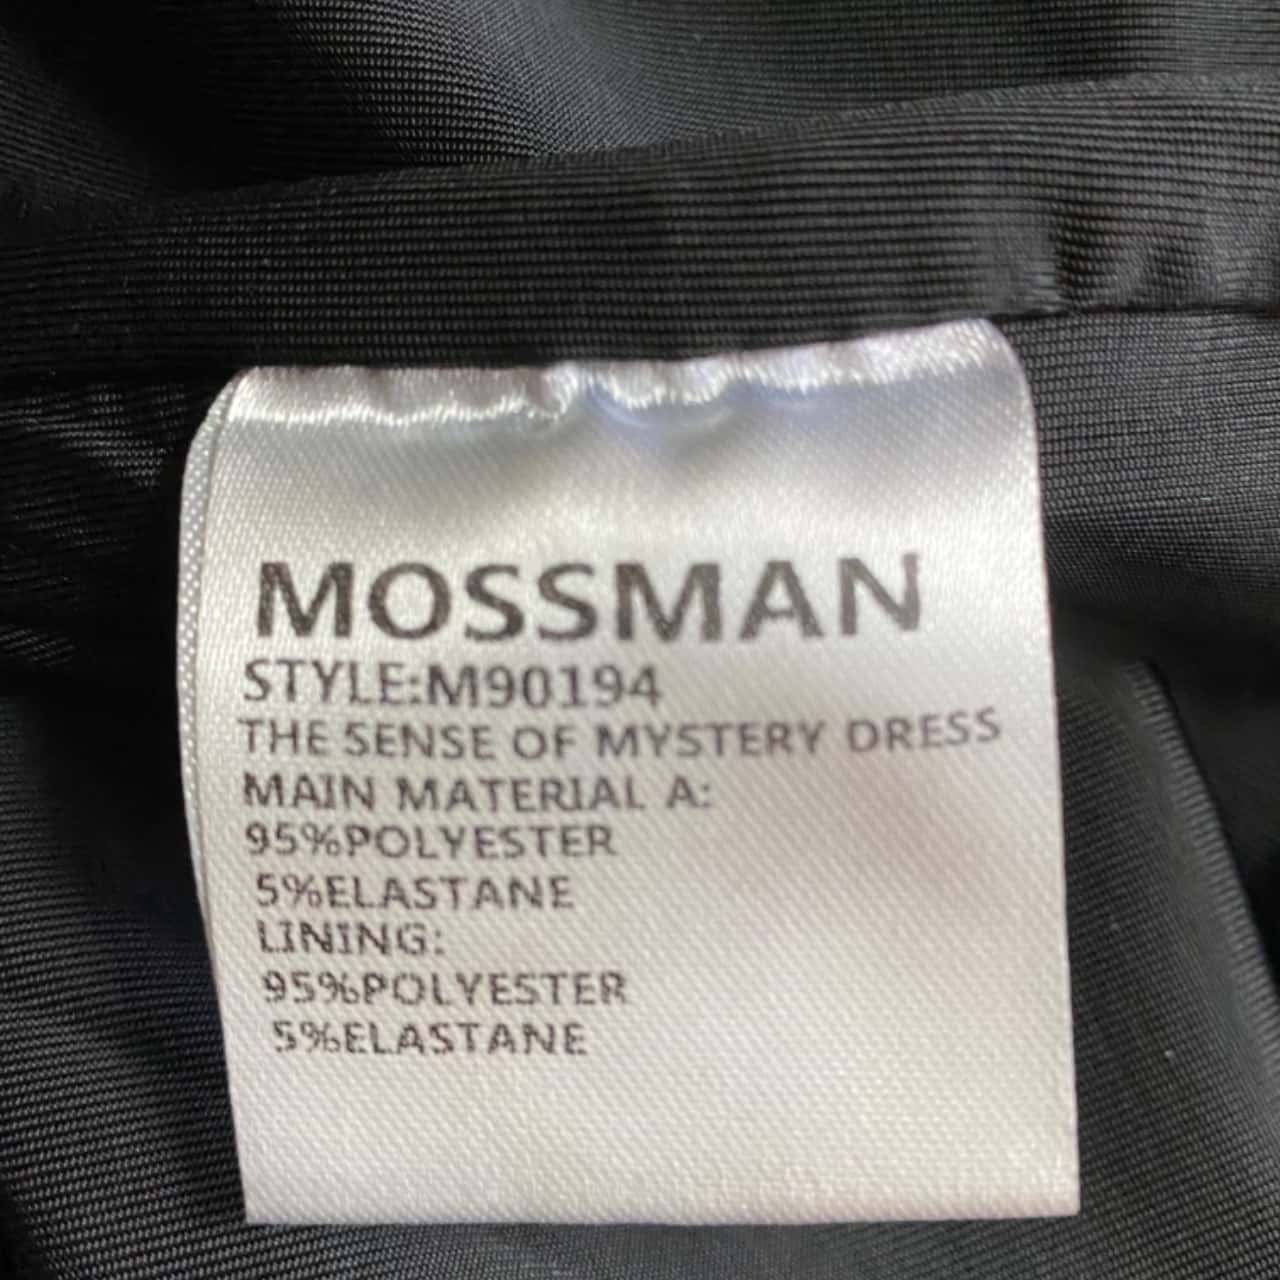 MOSSMAN
STYLE:M90194
THE SENSE OF MYSTERY DRESS
MAIN MATERIAL A:
95%POLYESTER
5%ELASTANE
LINING:
95%POLYESTER
5%ELASTANE